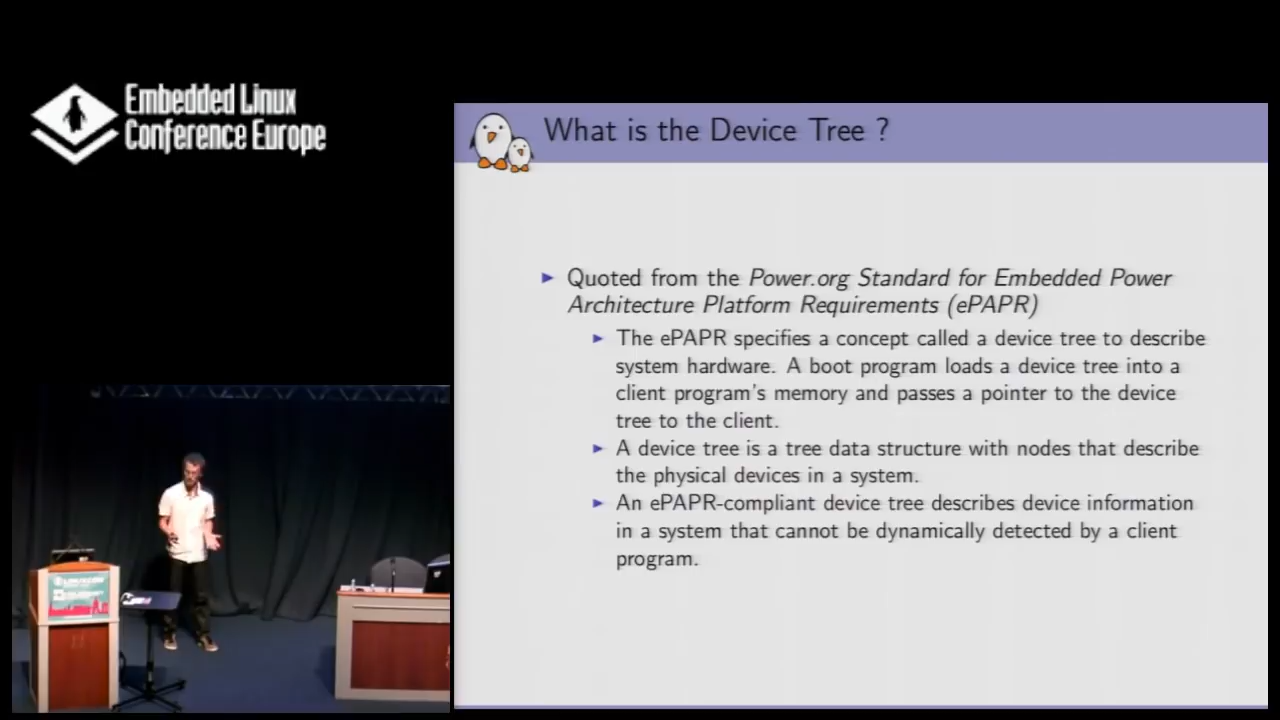 Embedded Linux
Conference Europe
What is the Device Tree ?
► Quoted from the Power.org Standard for Embedded Power
Architecture Platform Requirements (ePAPR)
► The ePAPR specifies a concept called a device tree to describe
system hardware. A boot program loads a device tree into a
client program's memory and passes a pointer to the device
tree to the client.
► A device tree is a tree data structure with nodes that describe
the physical devices in a system.
► An ePAPR-compliant device tree describes device information
in a system that cannot be dynamically detected by a client
program.
LINUXCON